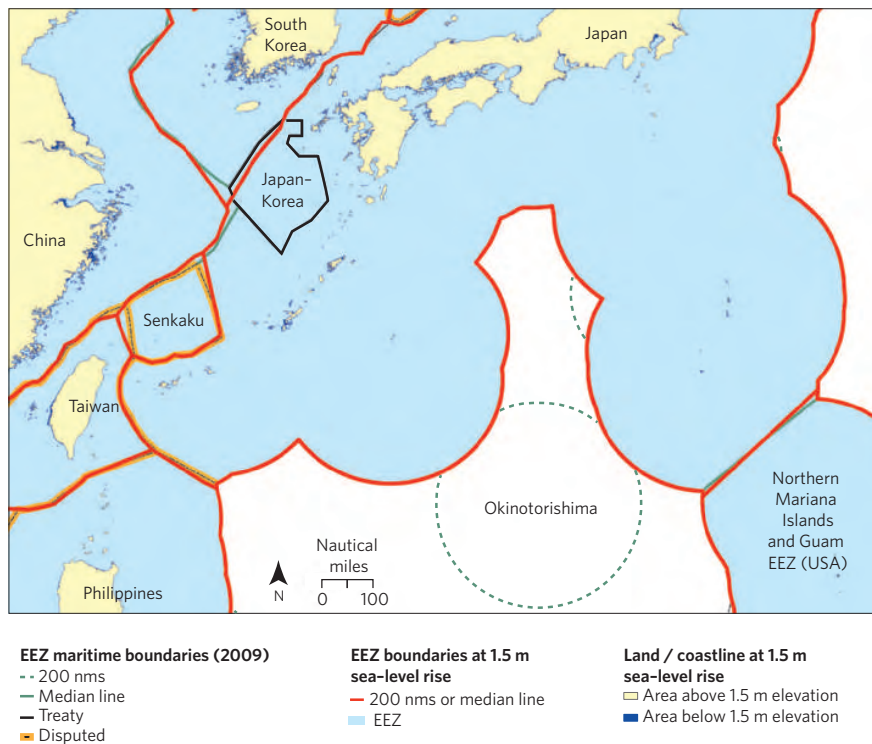 South
Korea
Japan
Japan–
Korea
China
Senkaku
Taiwan
Okinotorishima
Northern
Mariana
Islands
and Guam
EEZ (USA)
Nautical
miles
N
0 100
Philippines
EEZ maritime boundaries (2009)
200 nms
Median line
Treaty
Disputed
EEZ boundaries at 1.5 m
sea–level rise
200 nms or median line
EEZ
Land / coastline at 1.5 m
sea–level rise
Area above 1.5 m elevation
Area below 1.5 m elevation